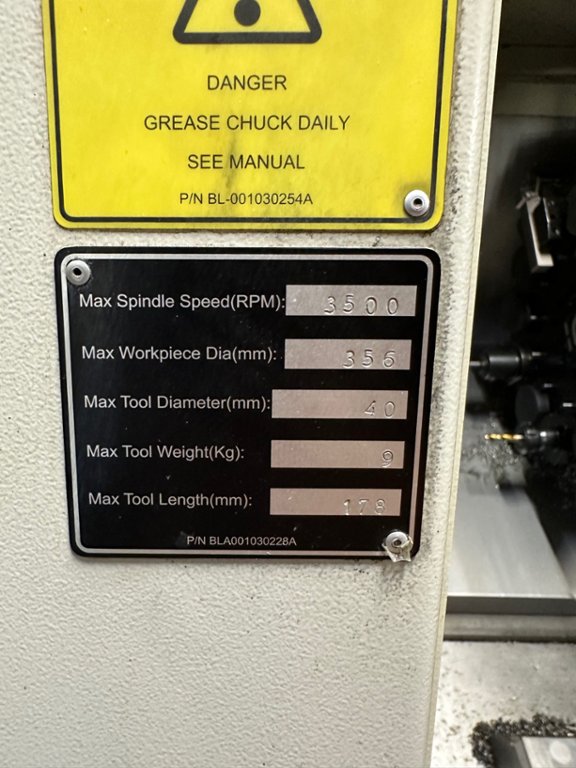 DANGER
GREASE CHUCK DAILY
SEE MANUAL
P/N BL-001030254A
Max Spindle Speed(RPM): 3500
Max Workpiece Dia(mm): 356
Max Tool Diameter(mm): 40
Max Tool Weight(Kg): 9
Max Tool Length(mm): 178
P/N BLA001030228A